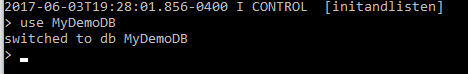 2017-06-03T19:28:01.856-0400 I CONTROL  [initandlisten]
> use MyDemoDB
switched to db MyDemoDB
> _